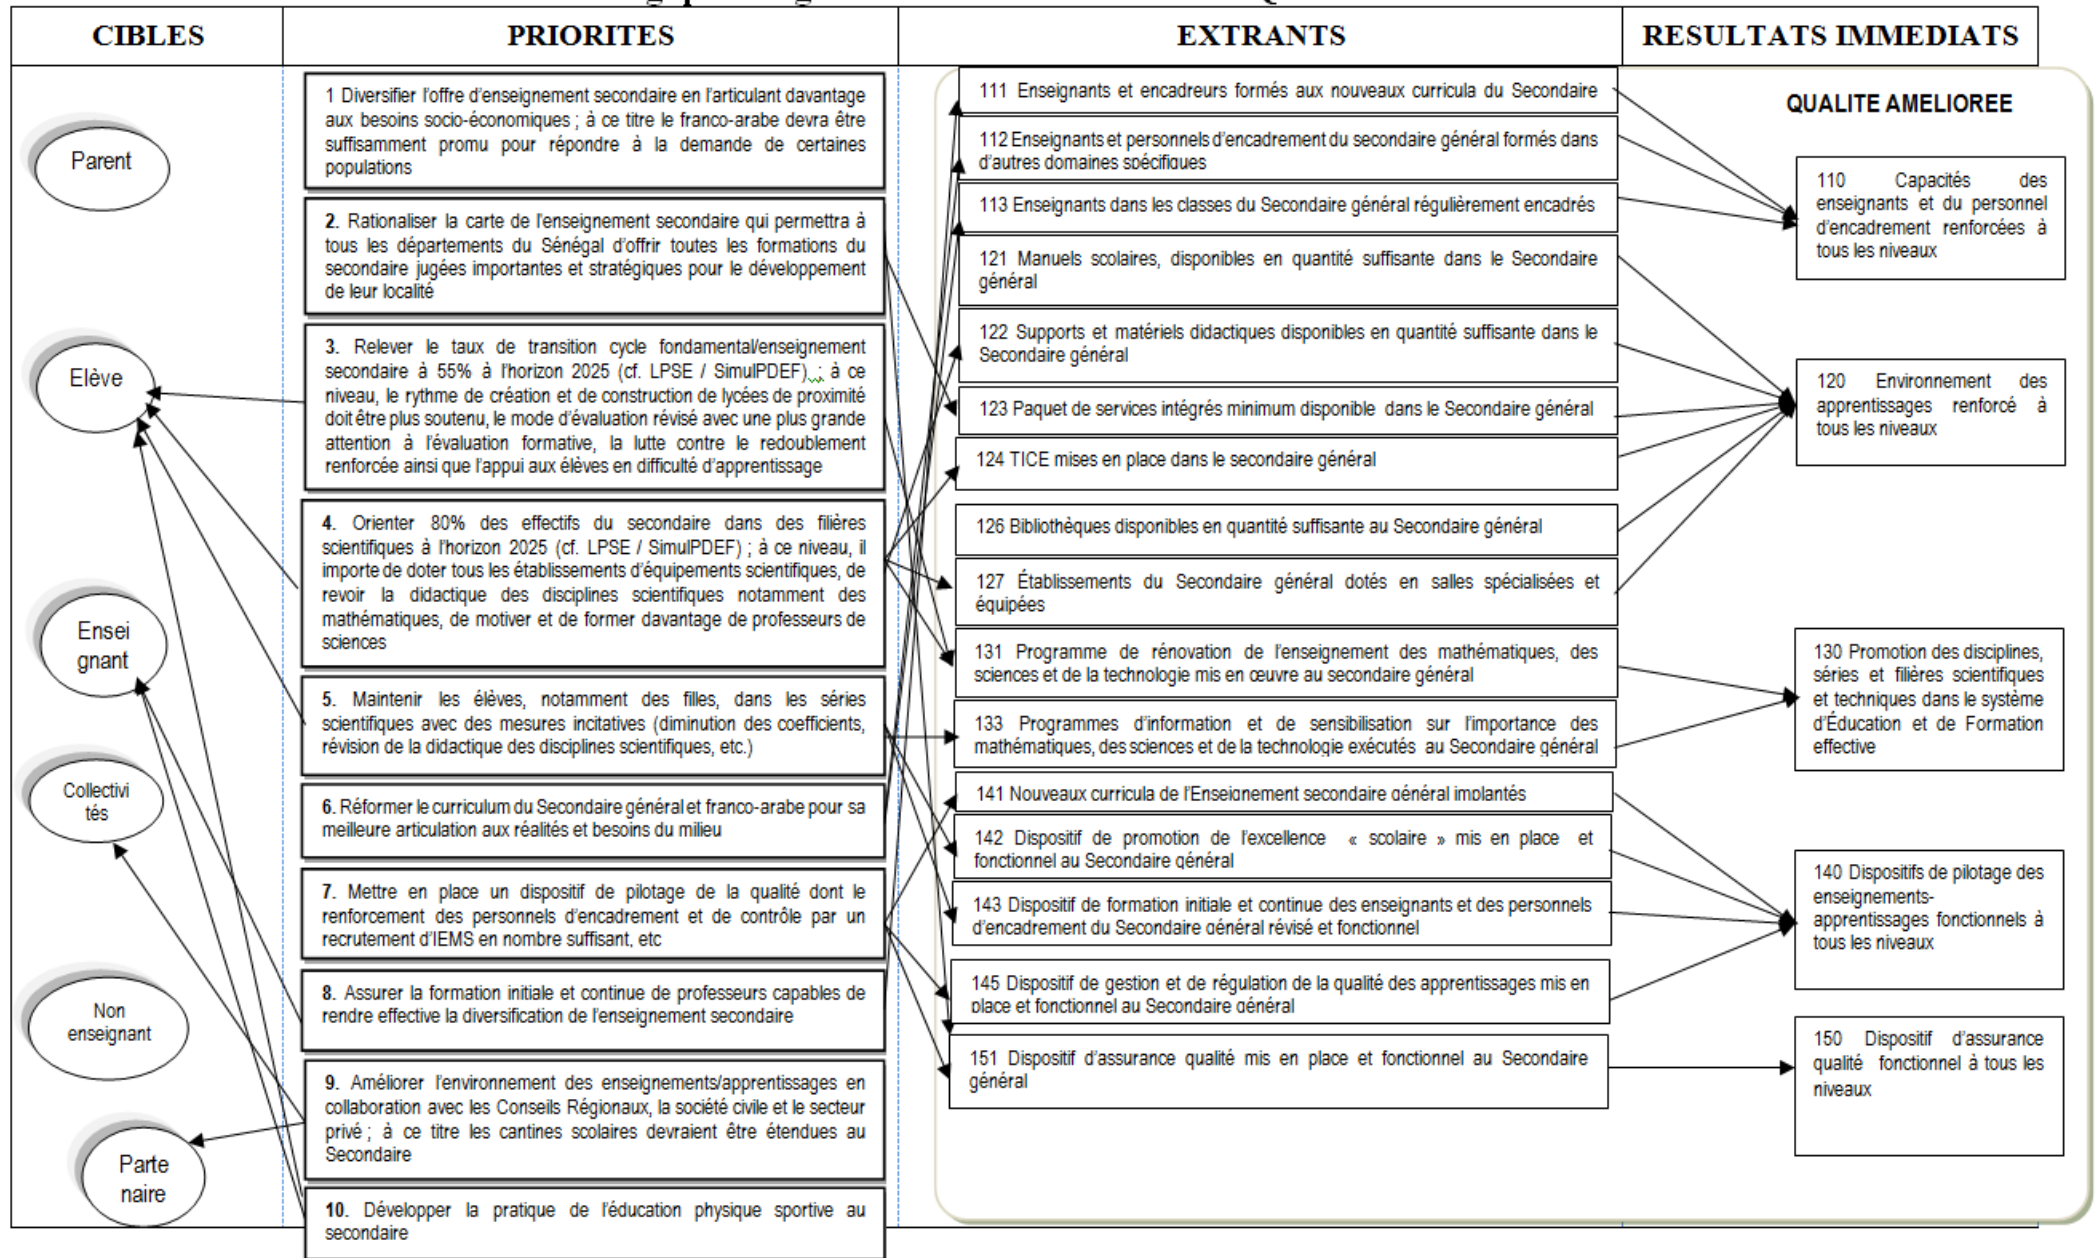 CIBLES
PRIORITES
EXTRANTS
RESULTATS IMMEDIATS
Parent
Elève
Ensei
gnant
Collectivi
tés
Non
enseignant
Parte
naire
1 Diversifier l'offre d'enseignement secondaire en l'articulant davantage
aux besoins socio-économiques ; à ce titre le franco-arabe devra être
suffisamment promu pour répondre à la demande de certaines
populations
2. Rationaliser la carte de l'enseignement secondaire qui permettra à
tous les départements du Sénégal d'offrir toutes les formations du
secondaire jugées importantes et stratégiques pour le développement
de leur localité
3. Relever le taux de transition cycle fondamental/enseignement
secondaire à 55% à l'horizon 2025 (cf. LPSE / SimulPDEF) ; à ce
niveau, le rythme de création et de construction de lycées de proximité
doit être plus soutenu, le mode d'évaluation révisé avec une plus grande
attention à l'évaluation formative, la lutte contre le redoublement
renforcée ainsi que l'appui aux élèves en difficulté d'apprentissage
4. Orienter 80% des effectifs du secondaire dans des filières
scientifiques à l'horizon 2025 (cf. LPSE / SimulPDEF) ; à ce niveau, il
importe de doter tous les établissements d'équipements scientifiques, de
revoir la didactique des disciplines scientifiques notamment des
mathématiques, de motiver et de former davantage de professeurs de
sciences
5. Maintenir les élèves, notamment des filles, dans les séries
scientifiques avec des mesures incitatives (diminution des coefficients,
révision de la didactique des disciplines scientifiques, etc.)
6. Réformer le curriculum du Secondaire général et franco-arabe pour sa
meilleure articulation aux réalités et besoins du milieu
7. Mettre en place un dispositif de pilotage de la qualité dont le
renforcement des personnels d'encadrement et de contrôle par un
recrutement d'IEMS en nombre suffisant, etc
8. Assurer la formation initiale et continue de professeurs capables de
rendre effective la diversification de l'enseignement secondaire
9. Améliorer l'environnement des enseignements/apprentissages en
collaboration avec les Conseils Régionaux, la société civile et le secteur
privé ; à ce titre les cantines scolaires devraient être étendues au
Secondaire
10. Développer la pratique de l'éducation physique sportive au
secondaire
111 Enseignants et encadreurs formés aux nouveaux curricula du Secondaire
112 Enseignants et personnels d'encadrement du secondaire général formés dans
d'autres domaines spécifiques
113 Enseignants dans les classes du Secondaire général régulièrement encadrés
121 Manuels scolaires, disponibles en quantité suffisante dans le Secondaire
général
122 Supports et matériels didactiques disponibles en quantité suffisante dans le
Secondaire général
123 Paquet de services intégrés minimum disponible dans le Secondaire général
124 TICE mises en place dans le secondaire général
126 Bibliothèques disponibles en quantité suffisante au Secondaire général
127 Établissements du Secondaire général dotés en salles spécialisées et
équipées
131 Programme de rénovation de l'enseignement des mathématiques, des
sciences et de la technologie mis en œuvre au secondaire général
133 Programmes d'information et de sensibilisation sur l'importance des
mathématiques, des sciences et de la technologie exécutés au Secondaire général
141 Nouveaux curricula de l'Enseignement secondaire général implantés
142 Dispositif de promotion de l'excellence « scolaire » mis en place et
fonctionnel au Secondaire général
143 Dispositif de formation initiale et continue des enseignants et des personnels
d'encadrement du Secondaire général révisé et fonctionnel
145 Dispositif de gestion et de régulation de la qualité des apprentissages mis en
place et fonctionnel au Secondaire général
151 Dispositif d'assurance qualité mis en place et fonctionnel au Secondaire
général
QUALITE AMELIOREE
110 Capacités des
enseignants et du personnel
d'encadrement renforcées à
tous les niveaux
120 Environnement des
apprentissages renforcé à
tous les niveaux
130 Promotion des disciplines,
séries et filières scientifiques
et techniques dans le système
d'Éducation et de Formation
effective
140 Dispositifs de pilotage des
enseignements-
apprentissages fonctionnels à
tous les niveaux
150 Dispositif d'assurance
qualité fonctionnel à tous les
niveaux